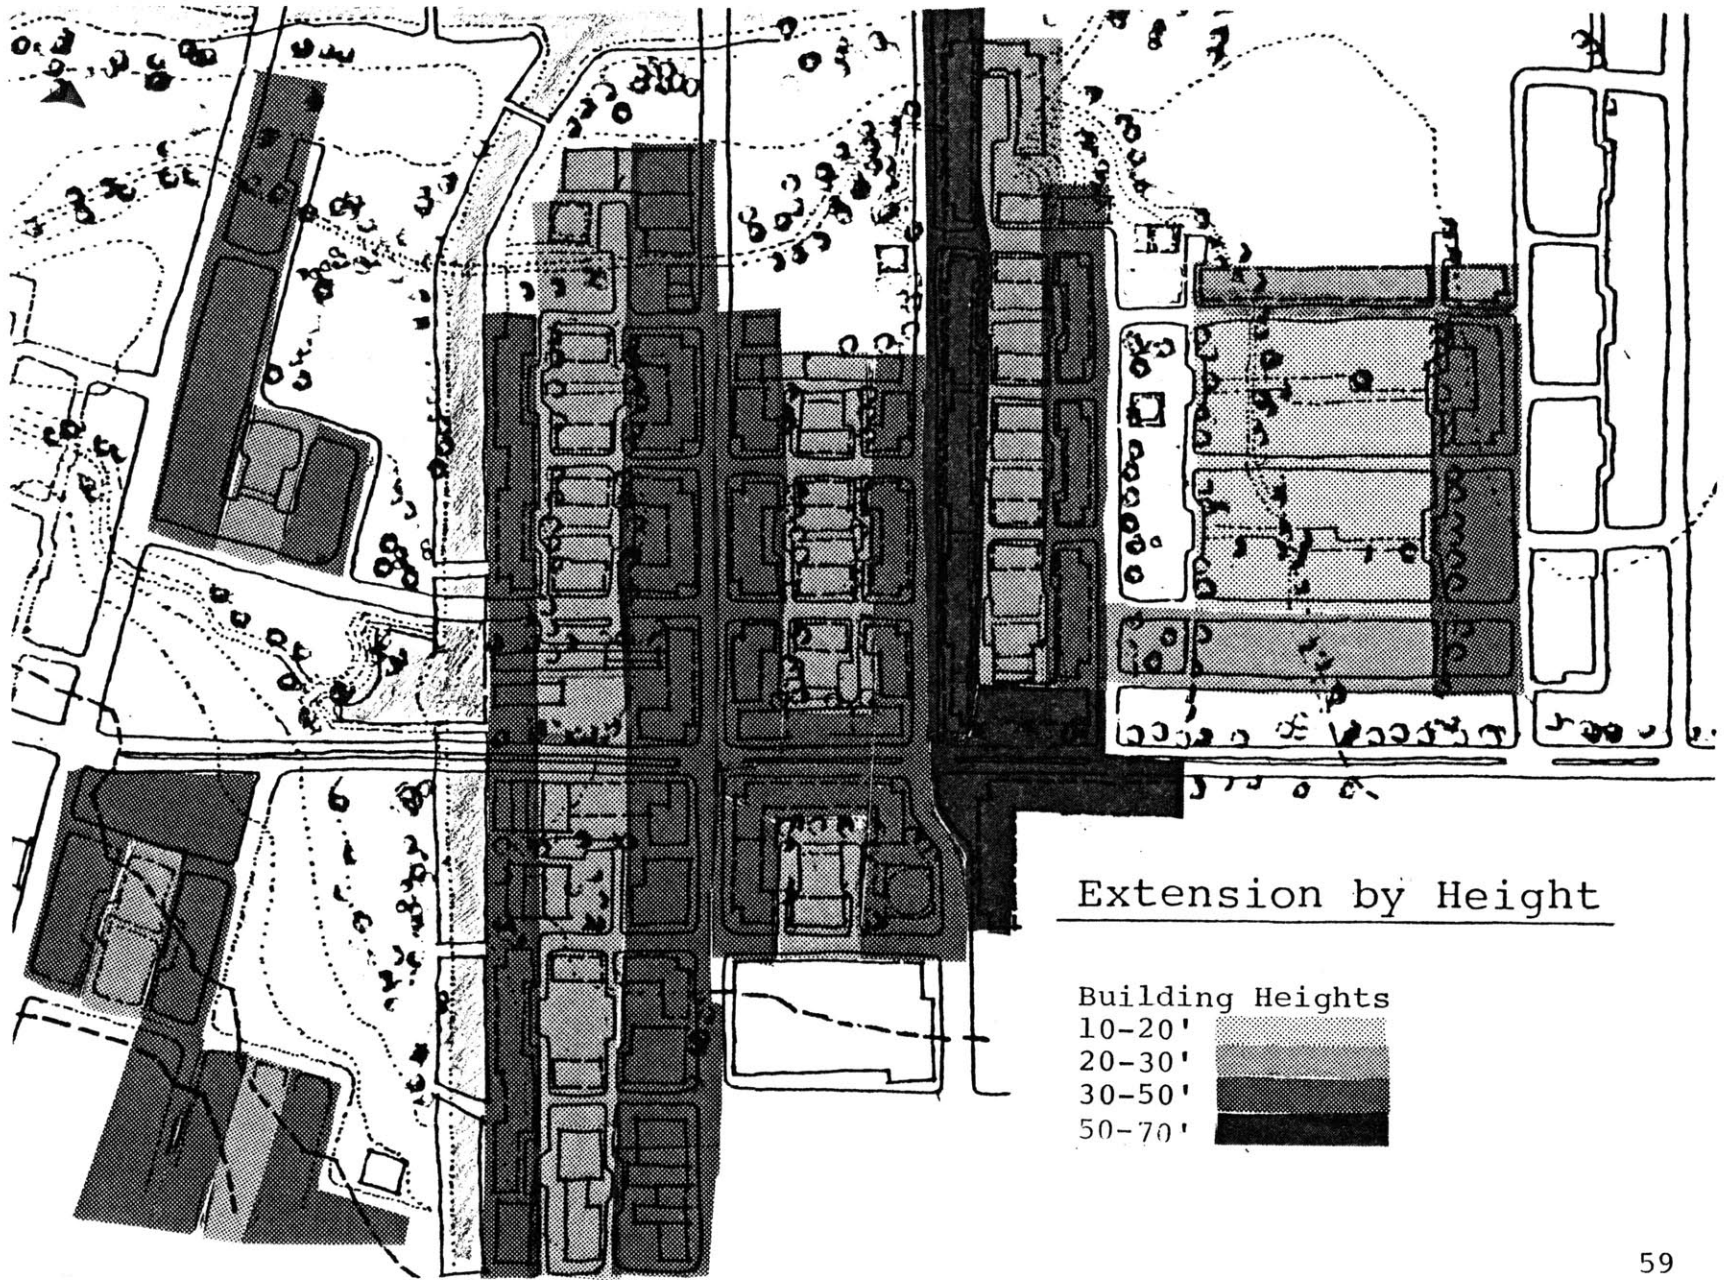 Extension by Height
Building Heights
10-20'
20-30'
30-50'
50-70'
59